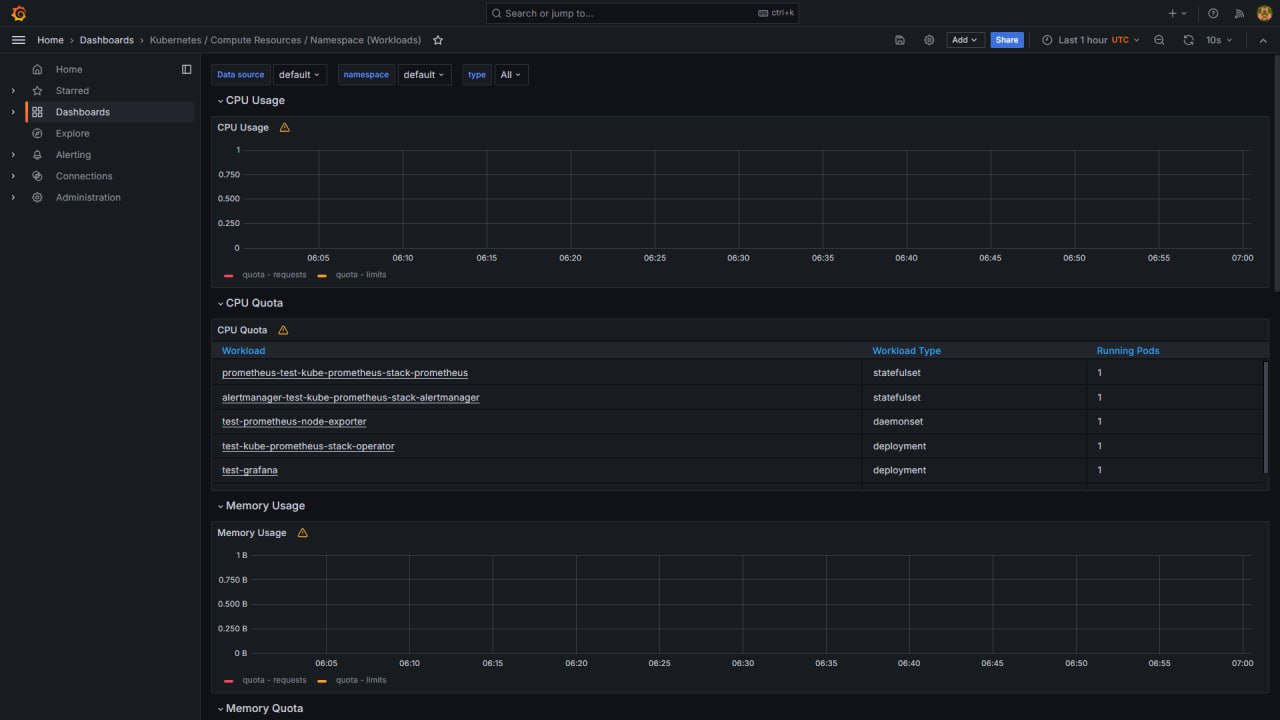 Search or jump to...
ctrl+k
Home › Dashboards › Kubernetes / Compute Resources / Namespace (Workloads)
Add
Share
Last 1 hour UTC
10s
Home
Starred
Dashboards
Explore
Alerting
Connections
Administration
Data source default namespace default type All
CPU Usage
CPU Usage
1
0.750
0.500
0.250
0
06:05 06:10 06:15 06:20 06:25 06:30 06:35 06:40 06:45 06:50 06:55 07:00
quota - requests quota - limits
CPU Quota
CPU Quota
Workload Workload Type Running Pods
prometheus-test-kube-prometheus-stack-prometheus statefulset 1
alertmanager-test-kube-prometheus-stack-alertmanager statefulset 1
test-prometheus-node-exporter daemonset 1
test-kube-prometheus-stack-operator deployment 1
test-grafana deployment 1
Memory Usage
Memory Usage
1 B
0.750 B
0.500 B
0.250 B
0 B
06:05 06:10 06:15 06:20 06:25 06:30 06:35 06:40 06:45 06:50 06:55 07:00
quota - requests quota - limits
Memory Quota